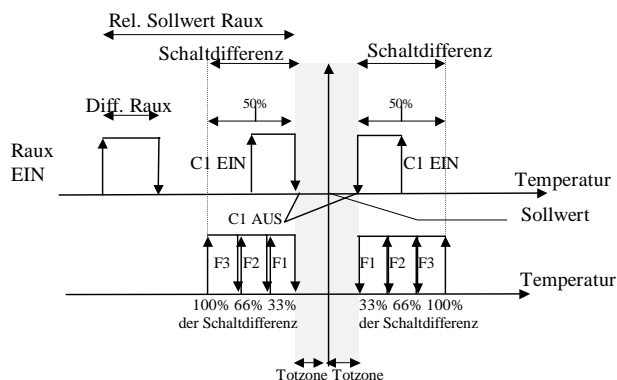 Rel. Sollwert Raux
Schaltdifferenz
Schaltdifferenz
Diff. Raux
50%
50%
Raux
EIN
C1 EIN
C1 EIN
Temperatur
C1 AUS
Sollwert
F3 F2 F1
F1 F2 F3
Temperatur
100% 66% 33%
33% 66% 100%
der Schaltdifferenz
der Schaltdifferenz
Totzone Totzone